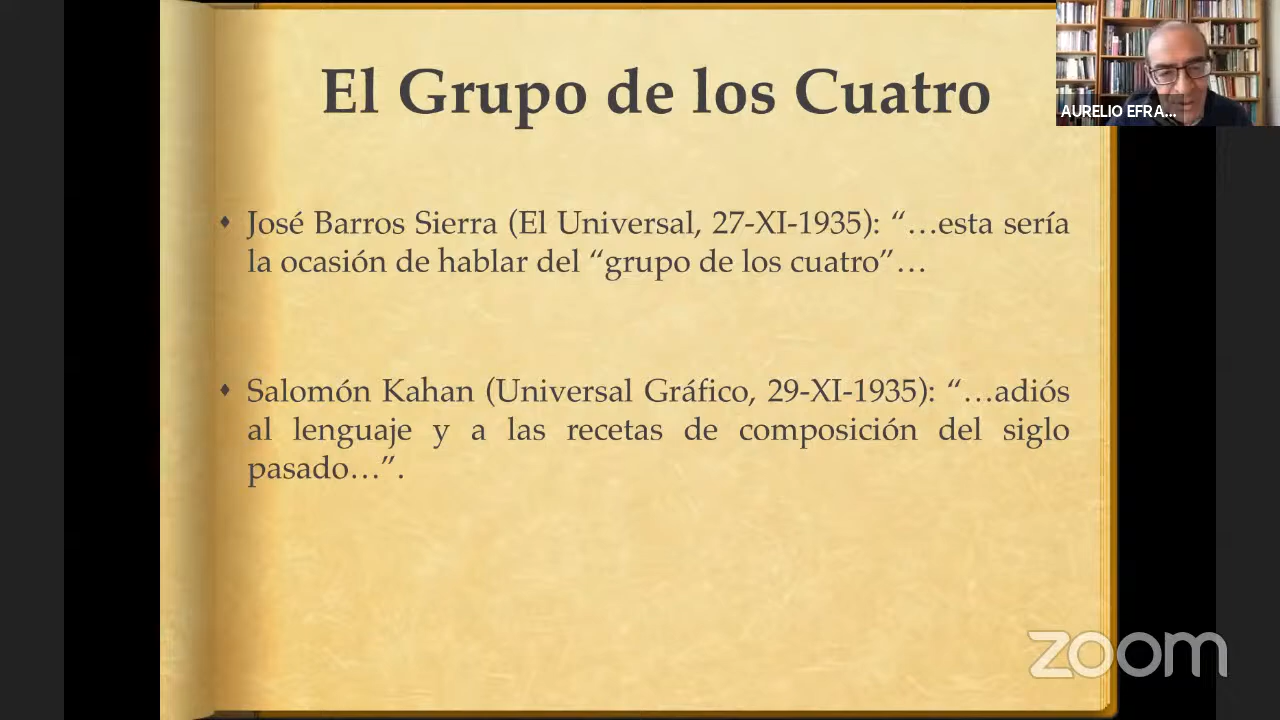 El Grupo de los Cuatro
AURELIO EFRA...
José Barros Sierra (El Universal, 27-XI-1935): “…esta sería
la ocasión de hablar del “grupo de los cuatro”…
Salomón Kahan (Universal Gráfico, 29-XI-1935): “…adiós
al lenguaje y a las recetas de composición del siglo
pasado…”.
zoom